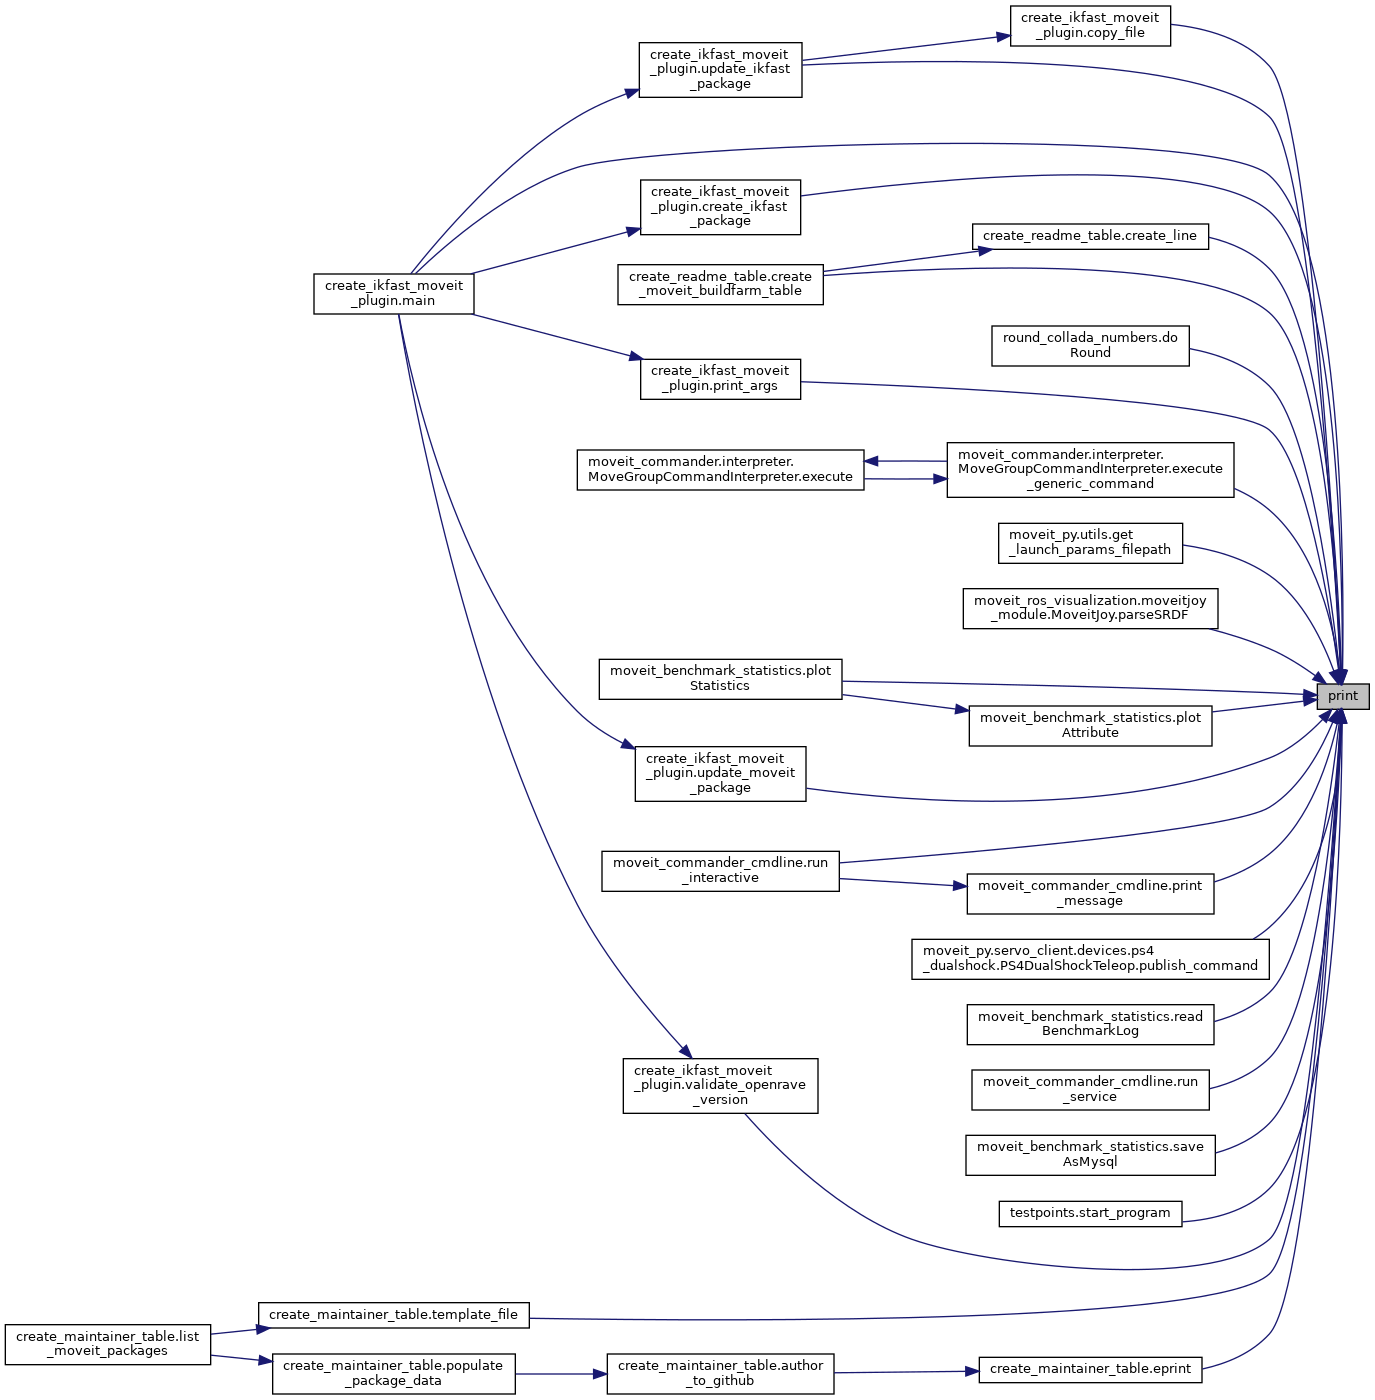 create_ikfast_moveit
_plugin.copy_file
create_ikfast_moveit
_plugin.update_ikfast
_package
create_ikfast_moveit
_plugin.create_ikfast
_package
create_readme_table.create_line
create_readme_table.create
_moveit_buildfarm_table
create_ikfast_moveit
_plugin.main
round_collada_numbers.do
Round
create_ikfast_moveit
_plugin.print_args
moveit_commander.interpreter.
MoveGroupCommandInterpreter.execute
moveit_commander.interpreter.
MoveGroupCommandInterpreter.execute
_generic_command
moveit_py.utils.get
_launch_params_filepath
moveit_ros_visualization.moveitjoy
_module.MoveitJoy.parseSRDF
moveit_benchmark_statistics.plot
Statistics
print
moveit_benchmark_statistics.plot
Attribute
create_ikfast_moveit
_plugin.update_moveit
_package
moveit_commander_cmdline.run
_interactive
moveit_commander_cmdline.print
_message
moveit_py.servo_client.devices.ps4
_dualshock.PS4DualShockTeleop.publish_command
moveit_benchmark_statistics.read
BenchmarkLog
create_ikfast_moveit
_plugin.validate_openrave
_version
moveit_commander_cmdline.run
_service
moveit_benchmark_statistics.save
AsMysql
testpoints.start_program
create_maintainer_table.template_file
create_maintainer_table.list
_moveit_packages
create_maintainer_table.populate
_package_data
create_maintainer_table.author
_to_github
create_maintainer_table.eprint